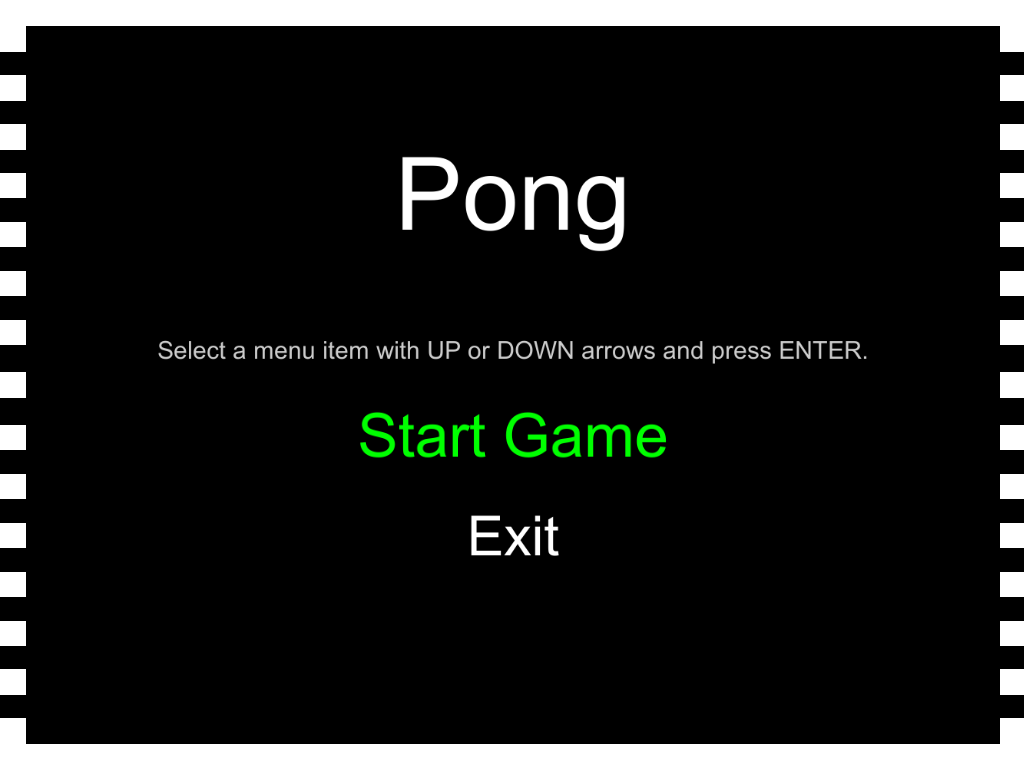 Pong
Select a menu item with UP or DOWN arrows and press ENTER.
Start Game
Exit